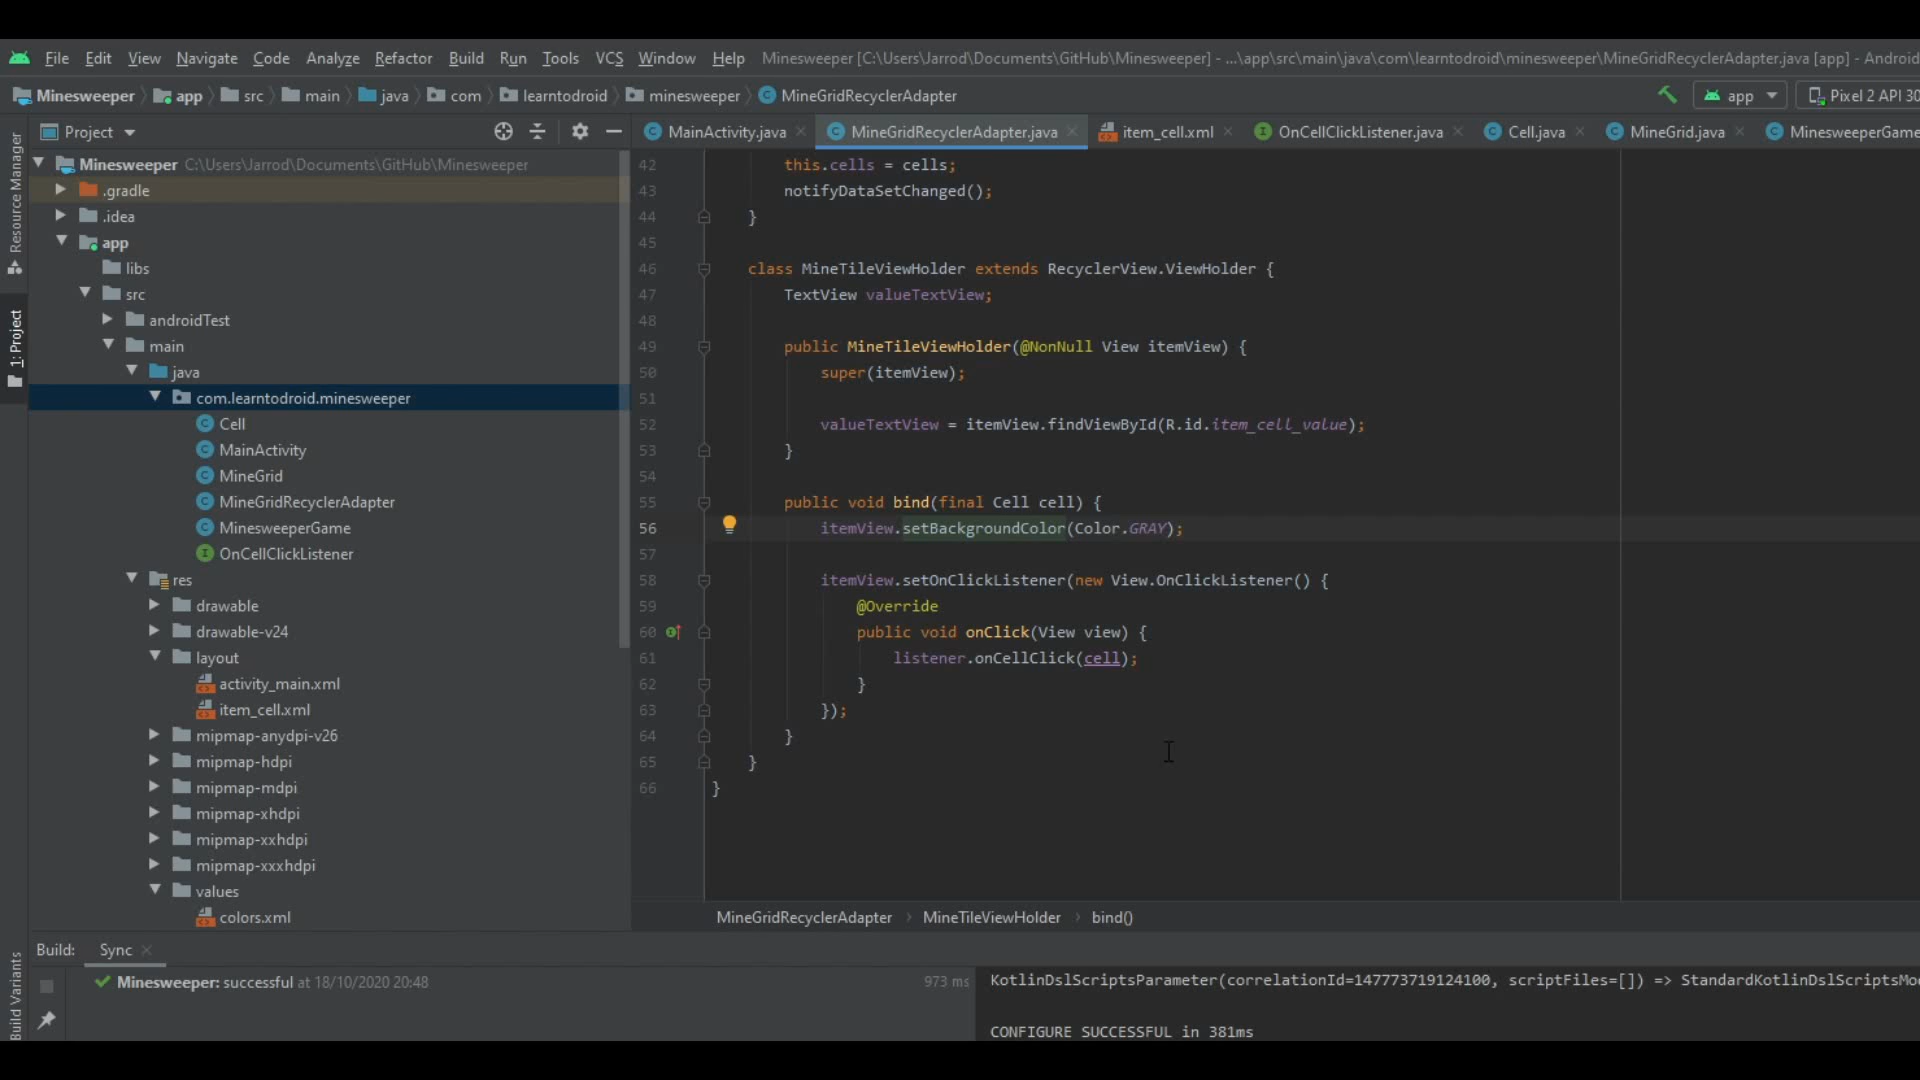 File Edit View Navigate Code Analyze Refactor Build Run Tools VCS Window Help Minesweeper [C:\Users\Jarrod\Documents\GitHub\Minesweeper] - ...\app\src\main\java\com\learntodroid\minesweeper\MineGridRecyclerAdapter.java [app] - Android
Minesweeper app src main java com learntodroid minesweeper MineGridRecyclerAdapter app Pixel 2 API 30
Project MainActivity.java MineGridRecyclerAdapter.java item_cell.xml OnCellClickListener.java Cell.java MineGrid.java MinesweeperGame
Resource Manager
1: Project
Build Variants
Minesweeper C:\Users\Jarrod\Documents\GitHub\Minesweeper
.gradle
.idea
app
libs
src
androidTest
main
java
com.learntodroid.minesweeper
Cell
MainActivity
MineGrid
MineGridRecyclerAdapter
MinesweeperGame
OnCellClickListener
res
drawable
drawable-v24
layout
activity_main.xml
item_cell.xml
mipmap-anydpi-v26
mipmap-hdpi
mipmap-mdpi
mipmap-xhdpi
mipmap-xxhdpi
mipmap-xxxhdpi
values
colors.xml
42 this.cells = cells;
43 notifyDataSetChanged();
44 }
45
46 class MineTileViewHolder extends RecyclerView.ViewHolder {
47 TextView valueTextView;
48
49 public MineTileViewHolder(@NonNull View itemView) {
50 super(itemView);
51
52 valueTextView = itemView.findViewById(R.id.item_cell_value);
53 }
54
55 public void bind(final Cell cell) {
56 itemView.setBackgroundColor(Color.GRAY);
57
58 itemView.setOnClickListener(new View.OnClickListener() {
59 @Override
60 public void onClick(View view) {
61 listener.onCellClick(cell);
62 }
63 });
64 }
65 }
66 }
MineGridRecyclerAdapter MineTileViewHolder bind()
Build: Sync
Minesweeper: successful at 18/10/2020 20:48 973 ms
KotlinDslScriptsParameter(correlationId=147773719124100, scriptFiles=[]) => StandardKotlinDslScriptsMo
CONFIGURE SUCCESSFUL in 381ms